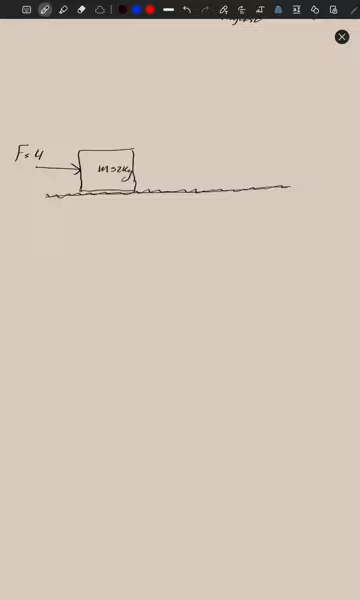 F = 4
m = 2kg